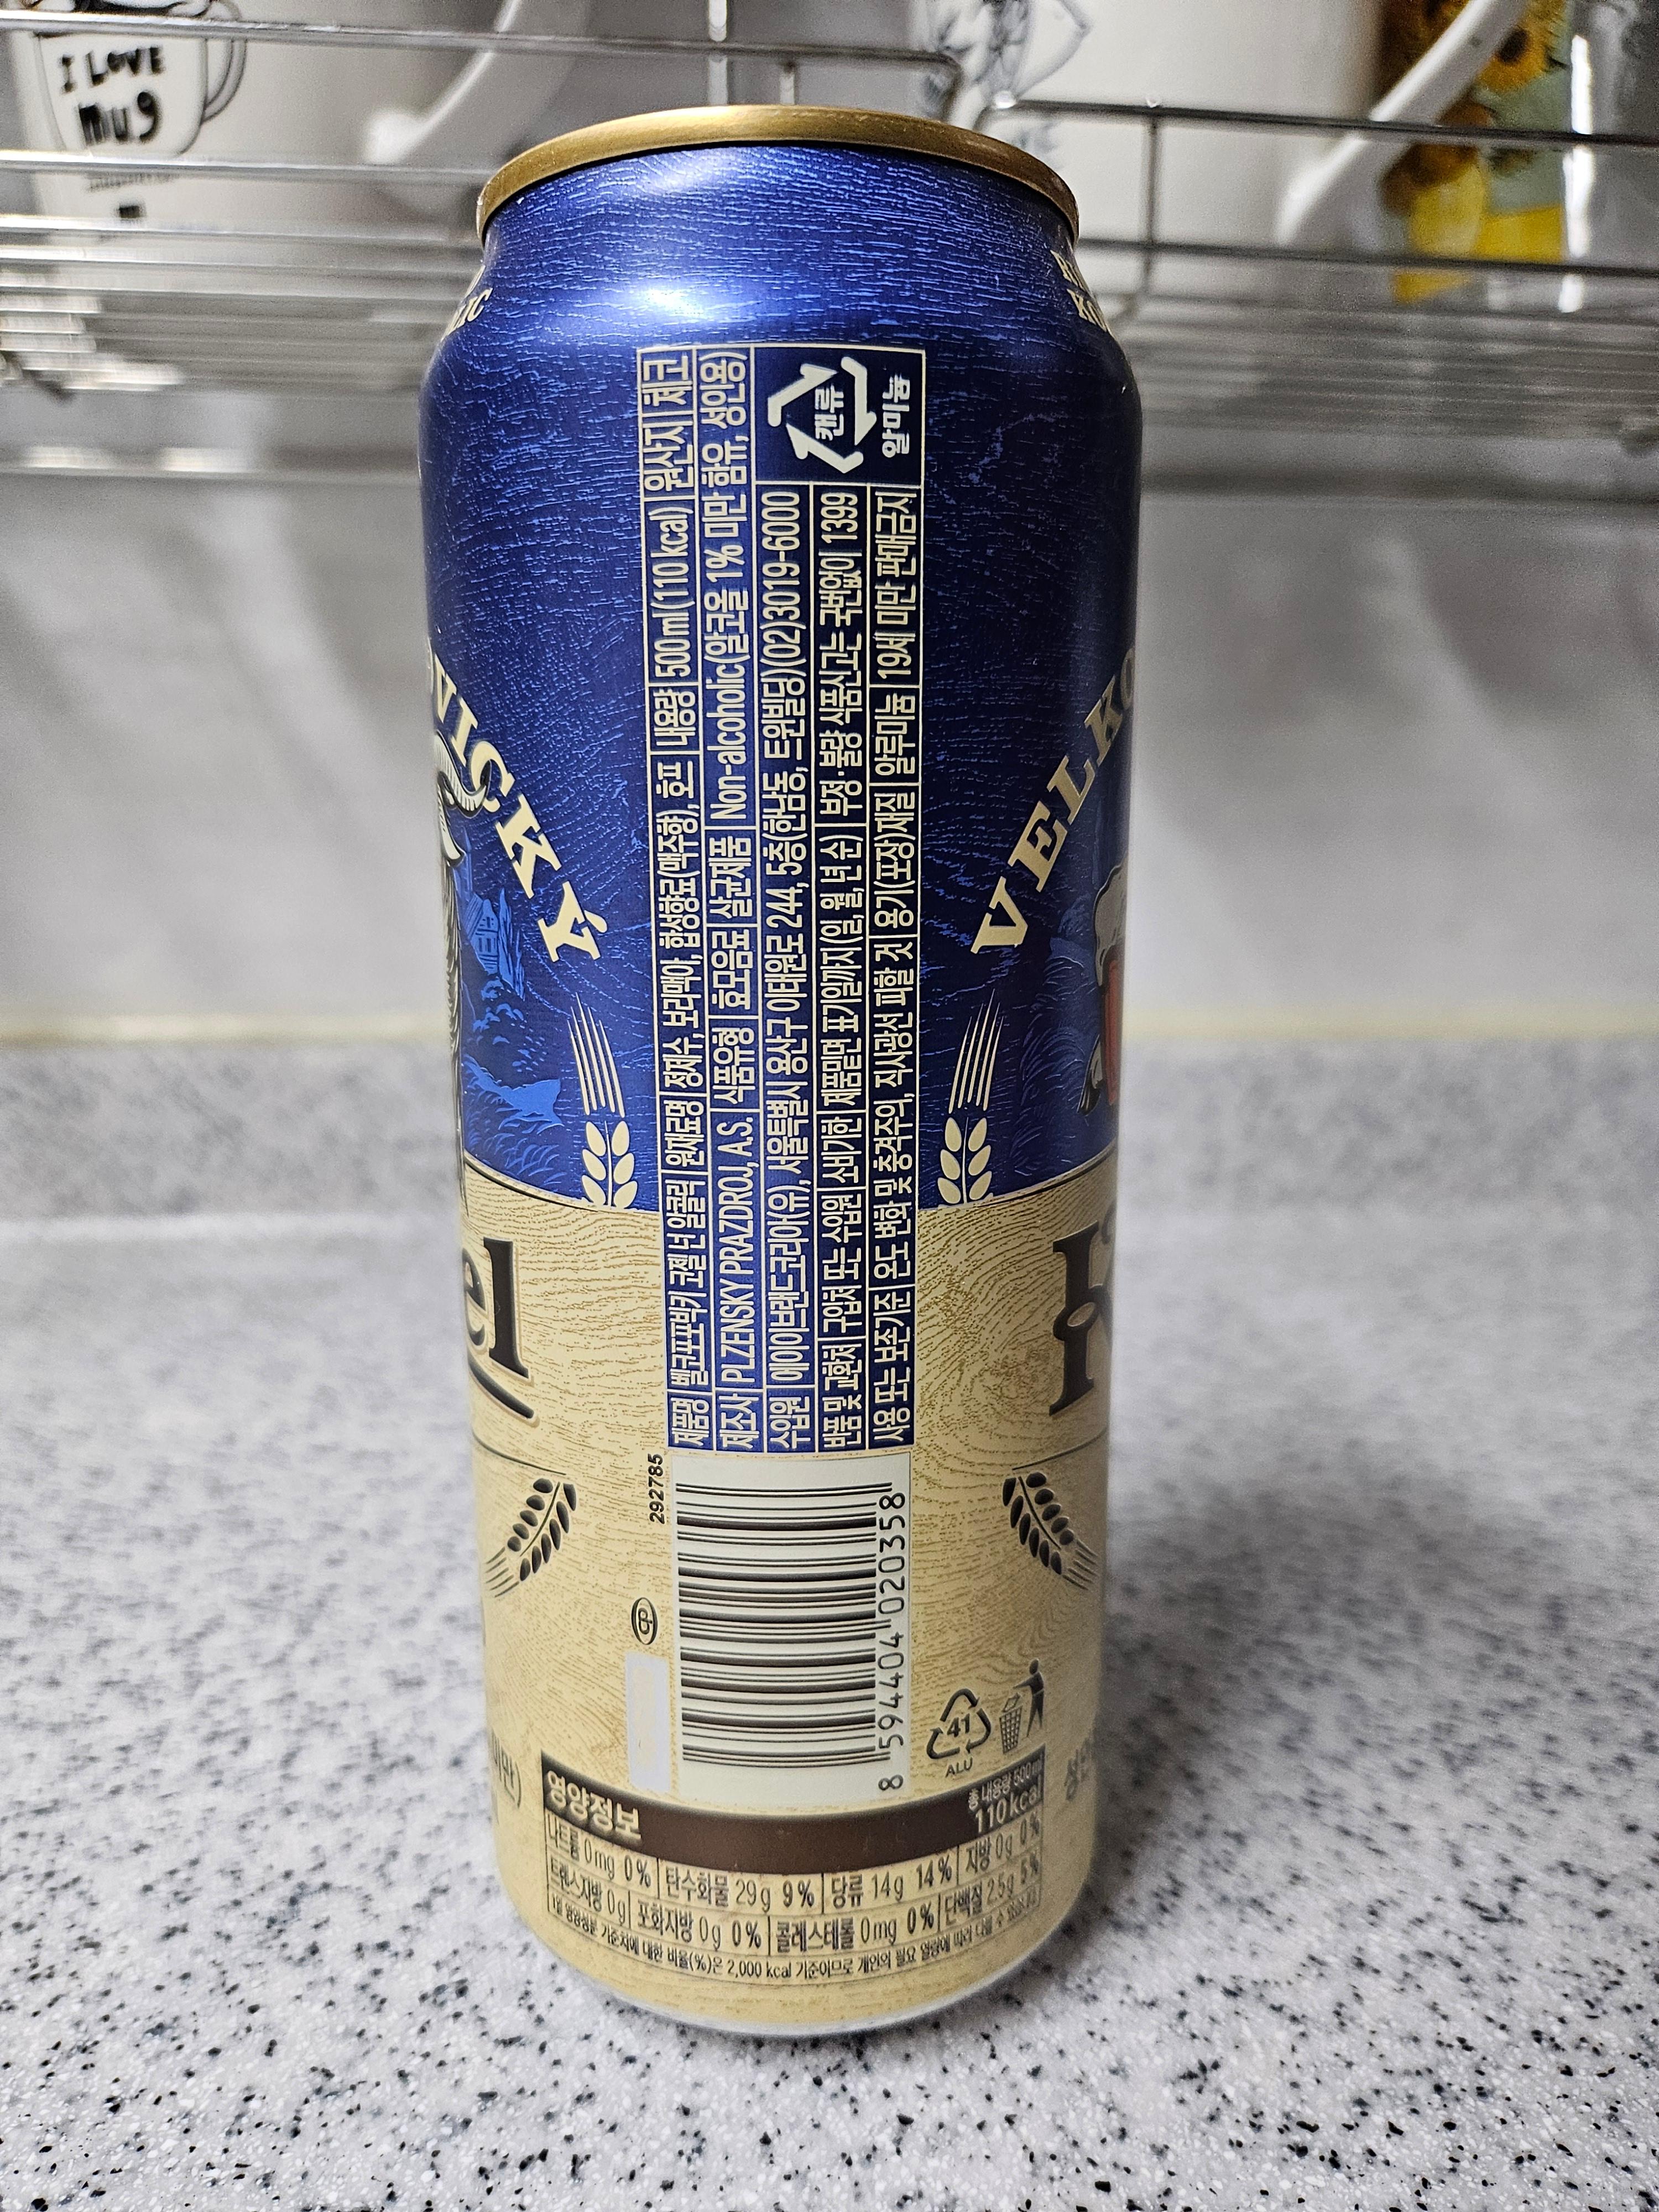 I LOVE
mug
VELKO
VICKÝ
el
제품명 벨코포포빅키 코젤 넌 알콜릭 원재료명 정제수, 보리맥아, 합성향료(맥주향), 호프 내용량 500ml(110 kcal) 원산지 체코
제조사 PLZENSKY PRAZDROJ, A.S. 식품유형 효모음료 살균제품 Non-alcoholic(알코올 1% 미만 함유, 성인용)
수입원 에이이브랜드코리아(유), 서울특별시 용산구 이태원로 244, 5층(한남동, 트윈빌딩)(02)3019-6000
반품 및 교환처 구입처 또는 수입원 소비기한 제품밑면 표기일까지(일,월,년 순) 부정·불량 식품신고는 국번없이 1399
사용 또는 보존기준 온도 변화 및 충격주의, 직사광선 피할 것 용기(포장)재질 알루미늄 19세 미만 판매금지
캔류
알미늄
292785
8 594404 020358
41
ALU
영양정보
총 내용량 500ml
110kcal
나트륨 0mg 0% 탄수화물 29g 9% 당류 14g 14% 지방 0g 0%
트랜스지방 0g 포화지방 0g 0% 콜레스테롤 0mg 0% 단백질 2.5g 5%
1일 영양성분 기준치에 대한 비율(%)은 2,000 kcal 기준이므로 개인의 필요 열량에 따라 다를 수 있습니다